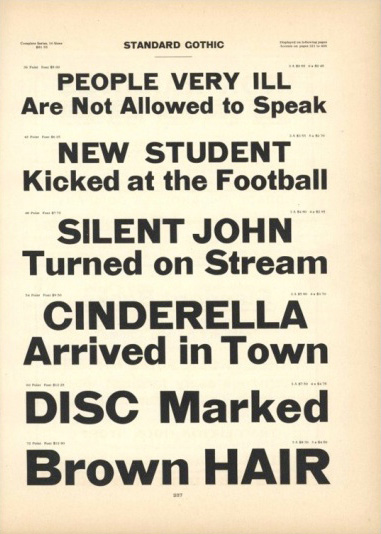 STANDARD GOTHIC
PEOPLE VERY ILL
Are Not Allowed to Speak
NEW STUDENT
Kicked at the Football
SILENT JOHN
Turned on Stream
CINDERELLA
Arrived in Town
DISC Marked
Brown HAIR